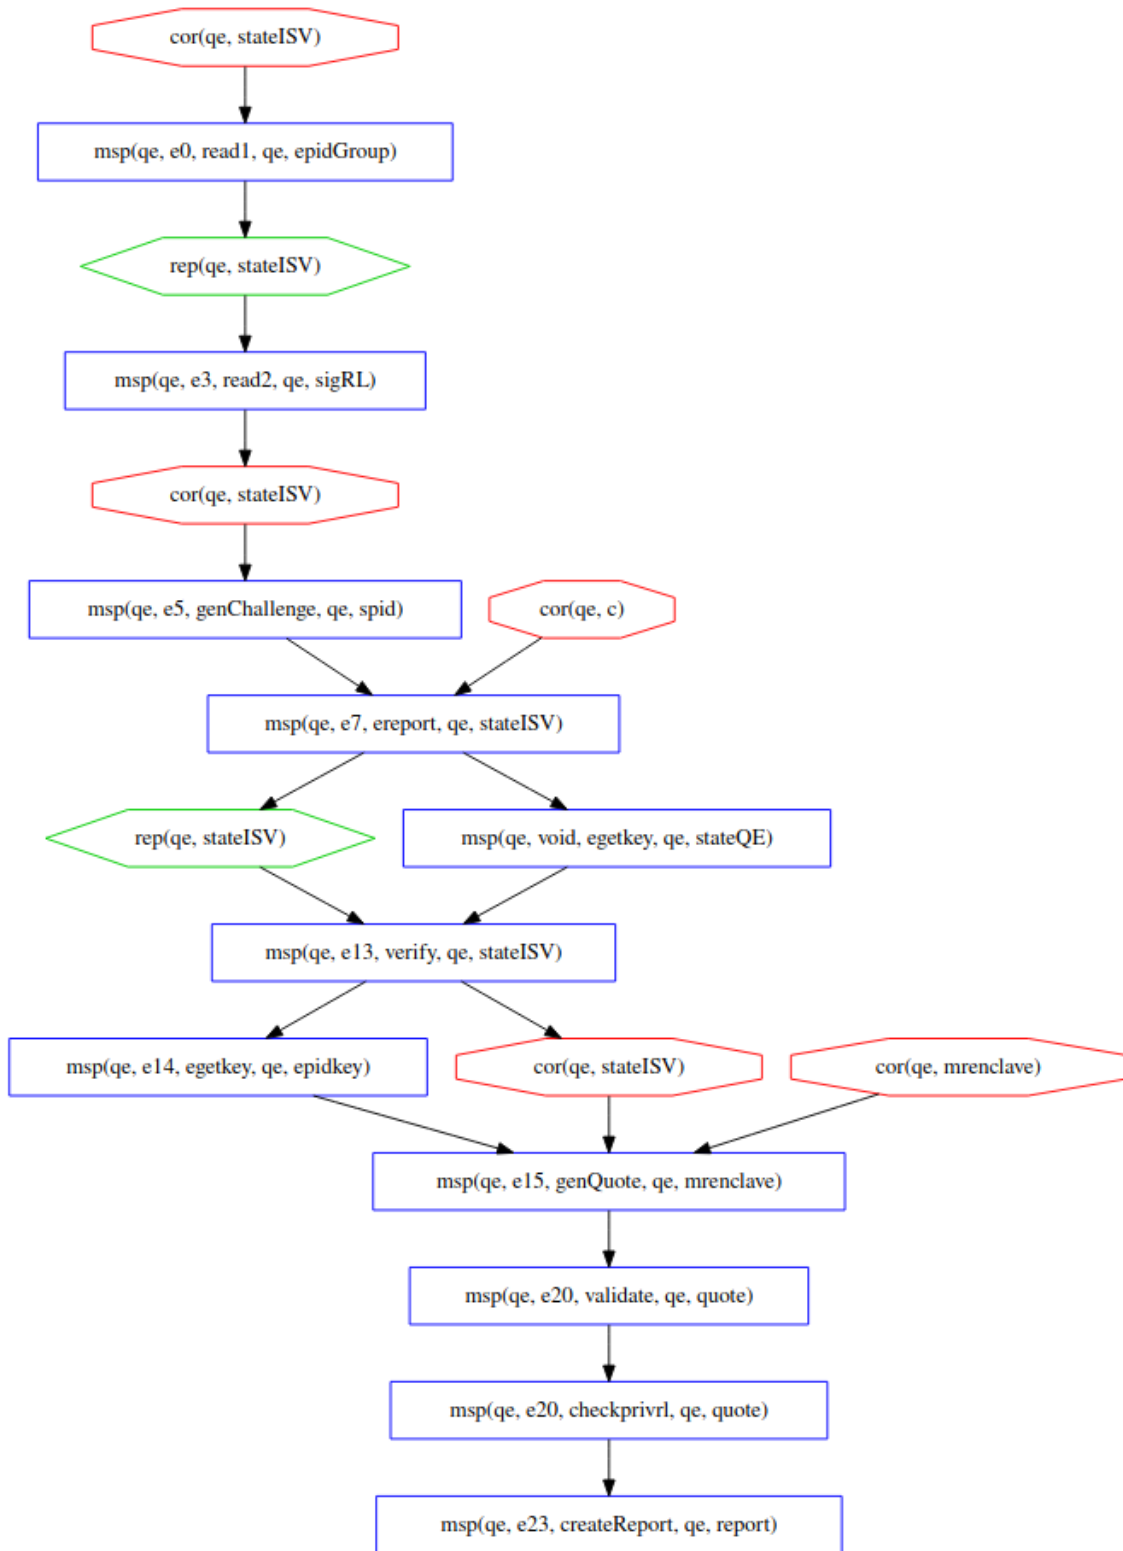 cor(qe, stateISV)
msp(qe, e0, read1, qe, epidGroup)
rep(qe, stateISV)
msp(qe, e3, read2, qe, sigRL)
cor(qe, stateISV)
msp(qe, e5, genChallenge, qe, spid)
cor(qe, c)
msp(qe, e7, ereport, qe, stateISV)
rep(qe, stateISV)
msp(qe, void, egetkey, qe, stateQE)
msp(qe, e13, verify, qe, stateISV)
msp(qe, e14, egetkey, qe, epidkey)
cor(qe, stateISV)
cor(qe, mrenclave)
msp(qe, e15, genQuote, qe, mrenclave)
msp(qe, e20, validate, qe, quote)
msp(qe, e20, checkprivrl, qe, quote)
msp(qe, e23, createReport, qe, report)